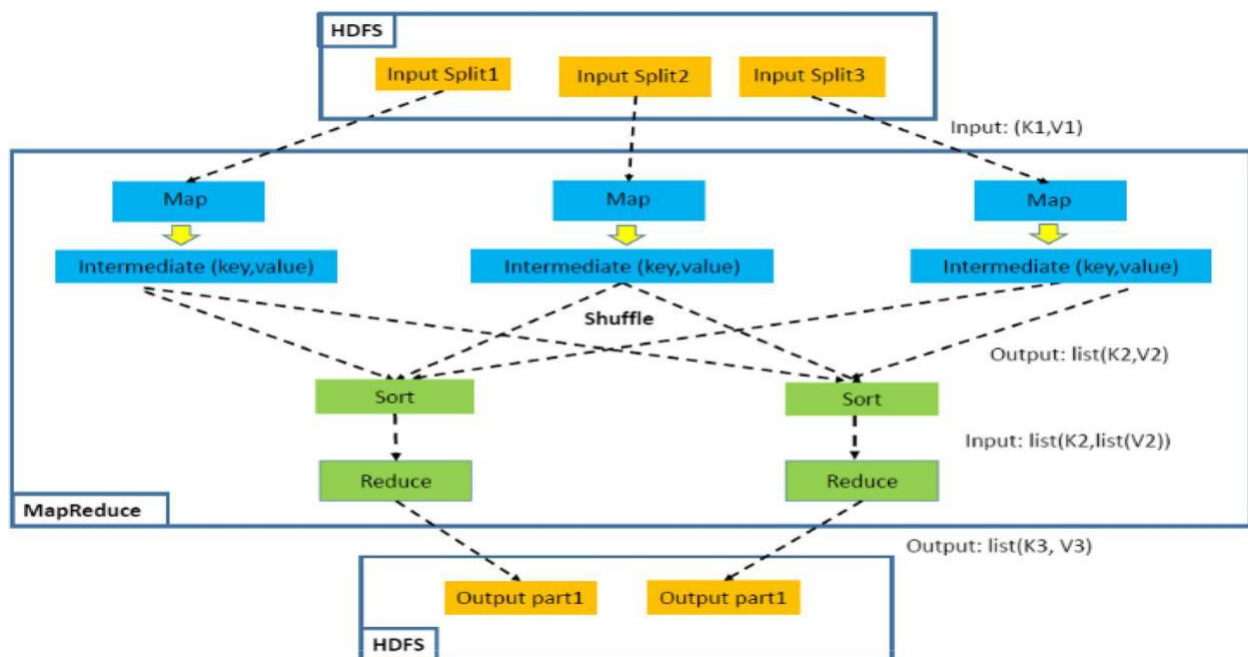 HDFS
Input Split1
Input Split2
Input Split3
Input: (K1,V1)
Map
Map
Map
Intermediate (key,value)
Intermediate (key,value)
Intermediate (key,value)
Shuffle
Output: list(K2,V2)
Sort
Sort
Input: list(K2,list(V2))
Reduce
Reduce
MapReduce
Output: list(K3, V3)
Output part1
Output part1
HDFS